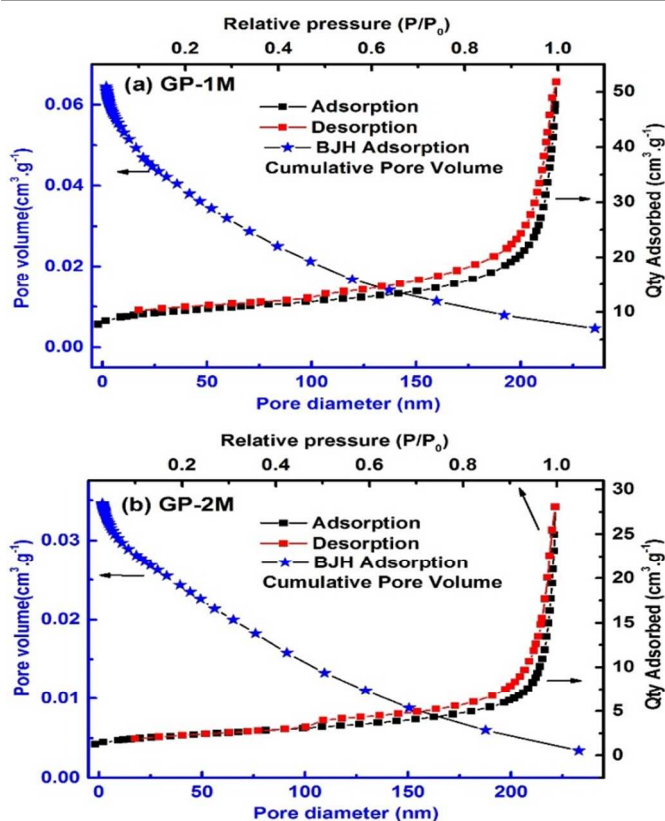 Relative pressure (P/P0)
0.2 0.4 0.6 0.8 1.0
(a) GP-1M
Adsorption
Desorption
BJH Adsorption
Cumulative Pore Volume
Pore volume(cm³.g⁻¹)
0.06
0.04
0.02
0.00
Qty Adsorbed (cm³.g⁻¹)
50
40
30
20
10
0 50 100 150 200
Pore diameter (nm)
Relative pressure (P/P0)
0.2 0.4 0.6 0.8 1.0
(b) GP-2M
Adsorption
Desorption
BJH Adsorption
Cumulative Pore Volume
Pore volume(cm³.g⁻¹)
0.03
0.02
0.01
0.00
Qty Adsorbed (cm³.g⁻¹)
30
25
20
15
10
5
0
0 50 100 150 200
Pore diameter (nm)